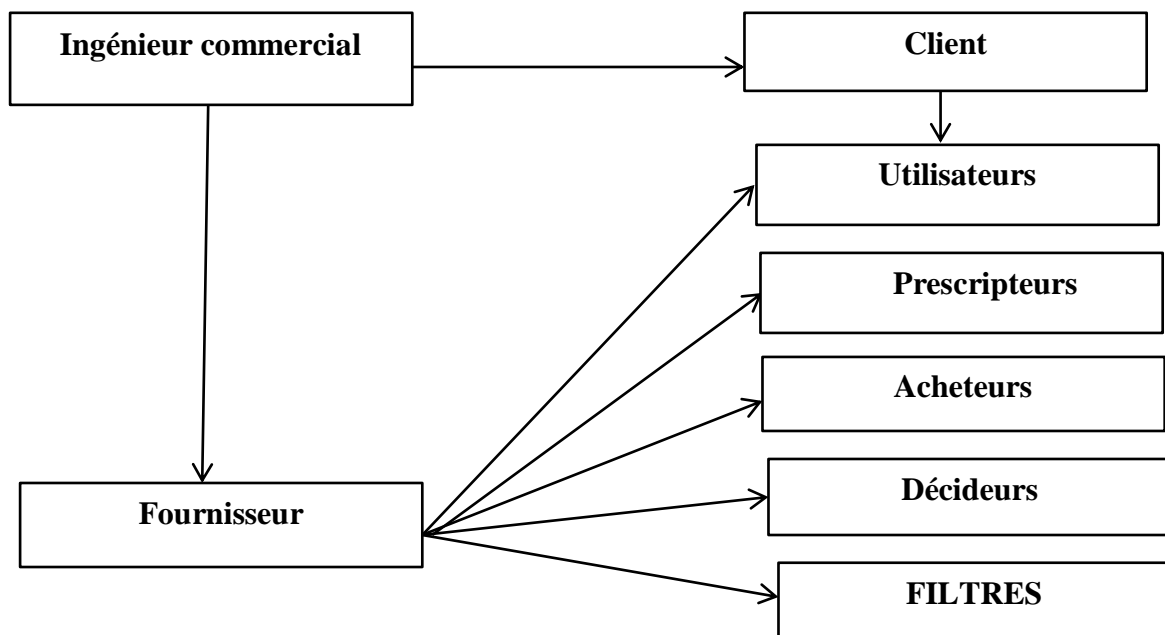 Ingénieur commercial
Client
Utilisateurs
Prescripteurs
Acheteurs
Décideurs
Fournisseur
FILTRES